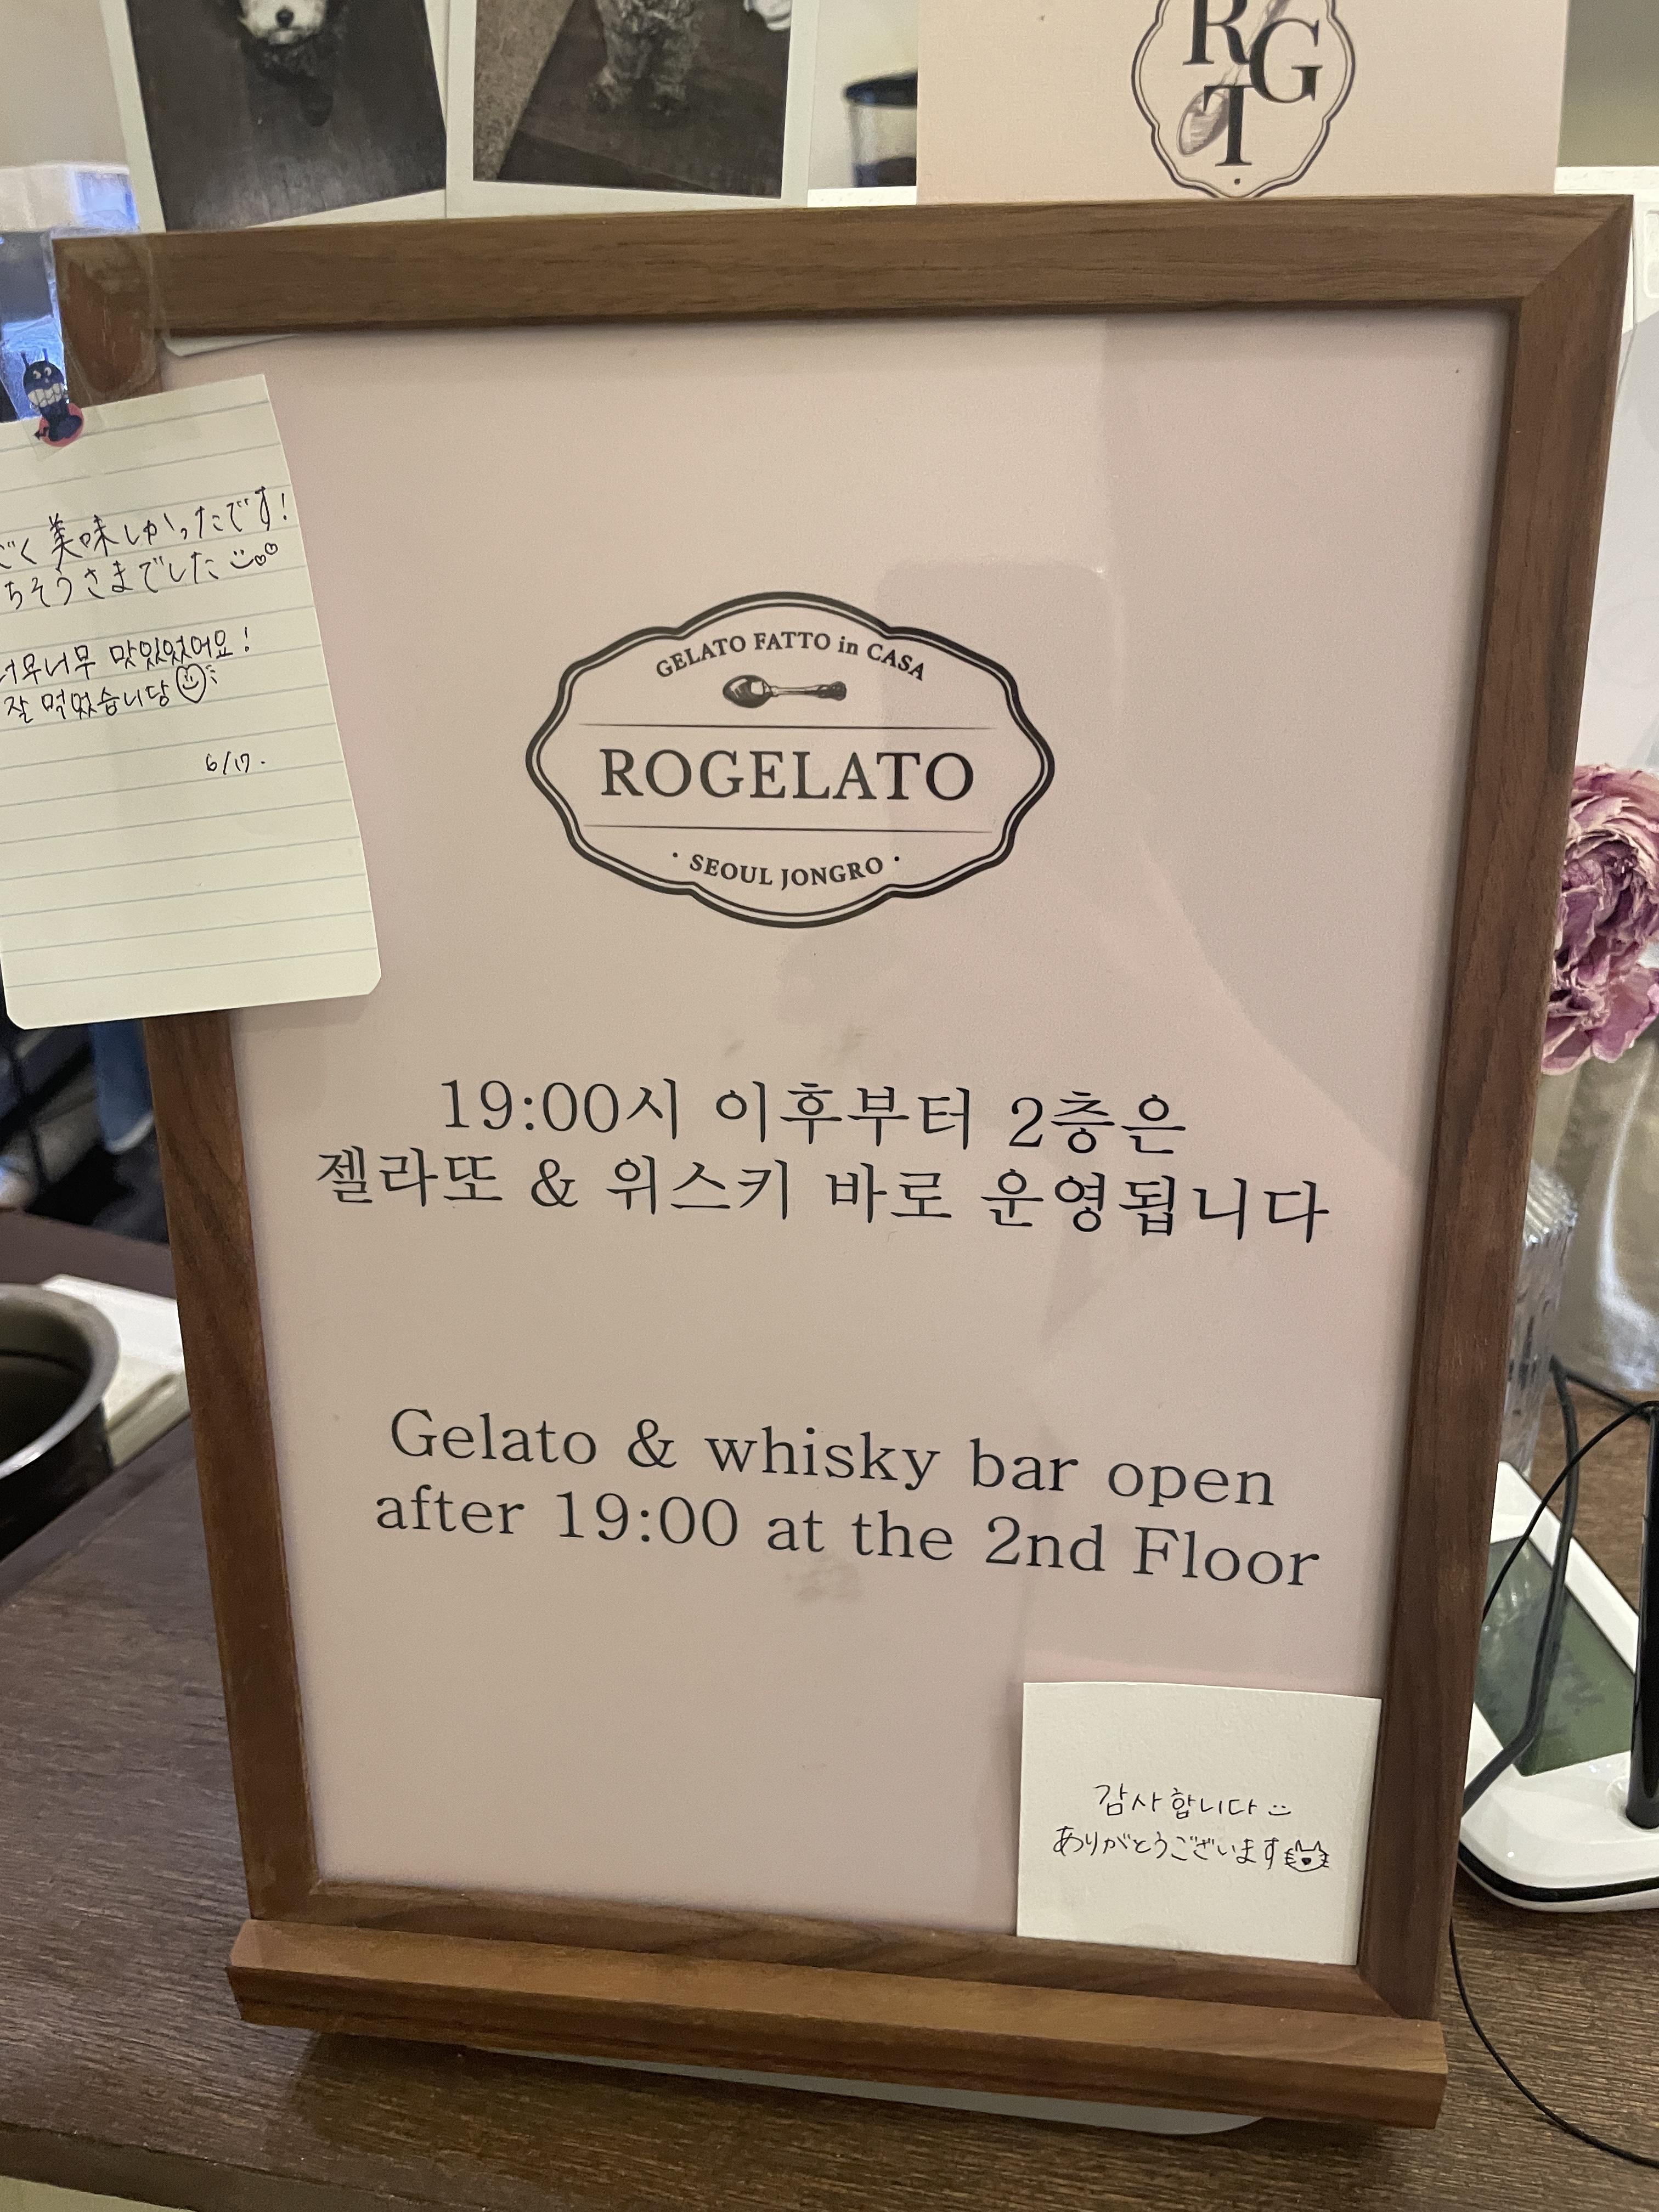 RGT
ごく美味しかったです!
ちそうさまでした
너무너무 맛있었어요!
잘 먹었습니당
6/17.
GELATO FATTO in CASA
ROGELATO
· SEOUL JONGRO ·
19:00시 이후부터 2층은
젤라또 & 위스키 바로 운영됩니다
Gelato & whisky bar open
after 19:00 at the 2nd Floor
감사합니다
ありがとうございます